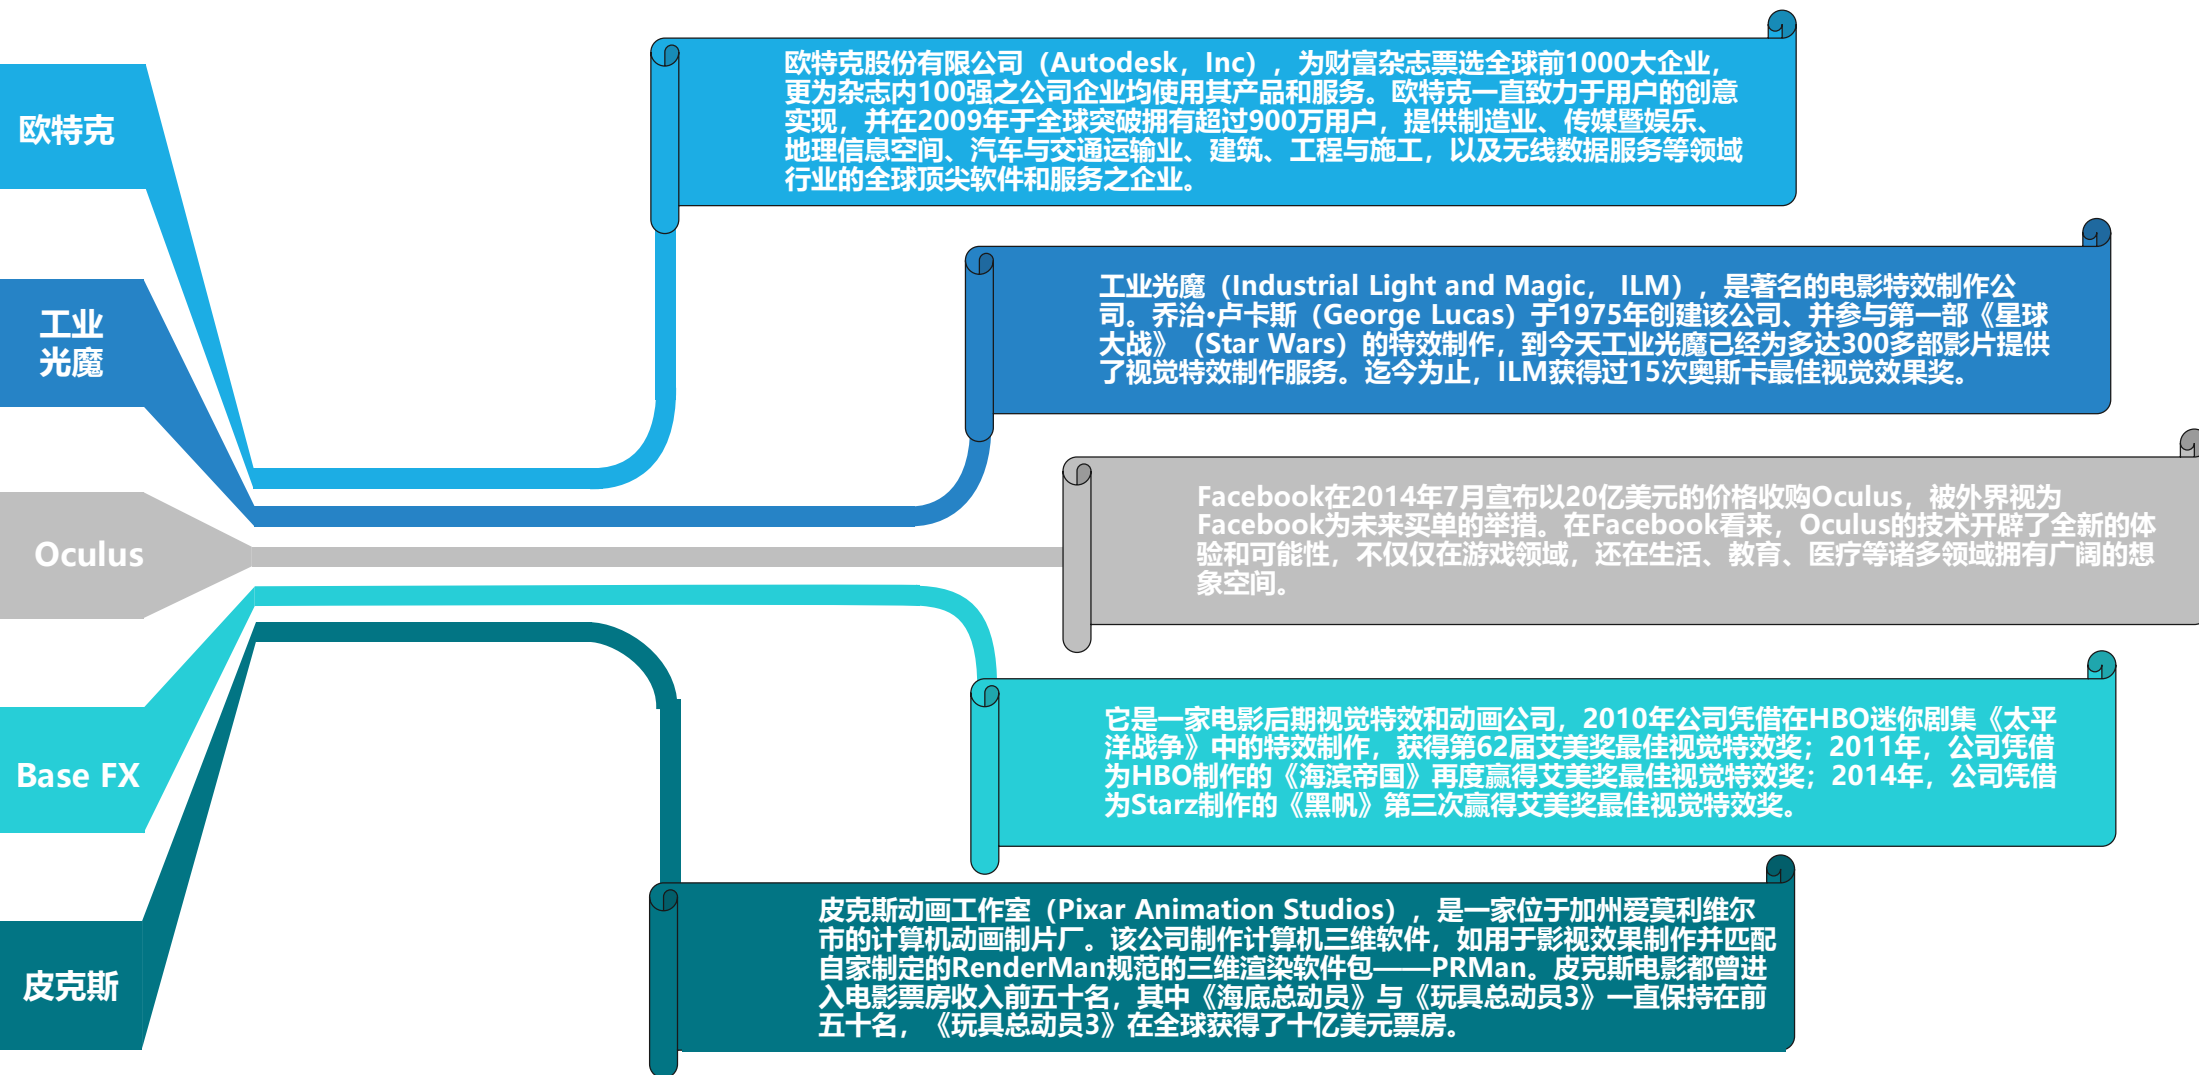 欧特克
欧特克股份有限公司（Autodesk，Inc），为财富杂志票选全球前1000大企业，
更为杂志内100强之公司企业均使用其产品和服务。欧特克一直致力于用户的创意
实现，并在2009年于全球突破拥有超过900万用户，提供制造业、传媒暨娱乐、
地理信息空间、汽车与交通运输业、建筑、工程与施工，以及无线数据服务等领域
行业的全球顶尖软件和服务之企业。
工业
光魔
工业光魔（Industrial Light and Magic， ILM），是著名的电影特效制作公
司。乔治•卢卡斯（George Lucas）于1975年创建该公司、并参与第一部《星球
大战》（Star Wars）的特效制作，到今天工业光魔已经为多达300多部影片提供
了视觉特效制作服务。迄今为止，ILM获得过15次奥斯卡最佳视觉效果奖。
Oculus
Facebook在2014年7月宣布以20亿美元的价格收购Oculus，被外界视为
Facebook为未来买单的举措。在Facebook看来，Oculus的技术开辟了全新的体
验和可能性，不仅仅在游戏领域，还在生活、教育、医疗等诸多领域拥有广阔的想
象空间。
Base FX
它是一家电影后期视觉特效和动画公司，2010年公司凭借在HBO迷你剧集《太平
洋战争》中的特效制作，获得第62届艾美奖最佳视觉特效奖；2011年，公司凭借
为HBO制作的《海滨帝国》再度赢得艾美奖最佳视觉特效奖；2014年，公司凭借
为Starz制作的《黑帆》第三次赢得艾美奖最佳视觉特效奖。
皮克斯
皮克斯动画工作室（Pixar Animation Studios），是一家位于加州爱莫利维尔
市的计算机动画制片厂。该公司制作计算机三维软件，如用于影视效果制作并匹配
自家制定的RenderMan规范的三维渲染软件包——PRMan。皮克斯电影都曾进
入电影票房收入前五十名，其中《海底总动员》与《玩具总动员3》一直保持在前
五十名，《玩具总动员3》在全球获得了十亿美元票房。